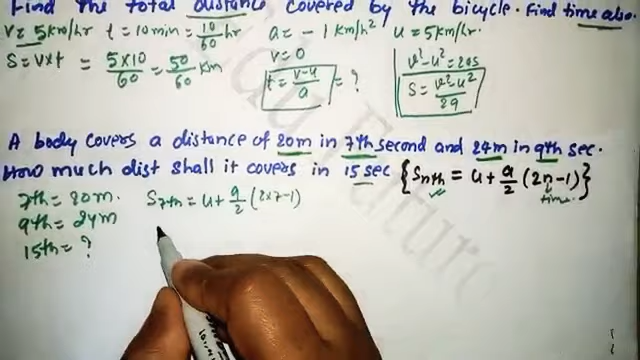 Find the total distance covered by the bicycle. Find time also.
V = 5km/hr t = 10min = 10/60 hr a = - 1 km/h² u = 5km/hr.
S = v×t = 5×10/60 = 50/60 Km v = 0 v²-u² = 2as
t = v-u/a = ? S = v²-u²/2a
A body covers a distance of 20m in 7th second and 24m in 9th sec.
How much dist shall it covers in 15 sec {Snth = u + a/2 (2n-1)}
time.
7th = 20m. S7th = u + a/2 (2×7-1)
9th = 24m
15th = ?